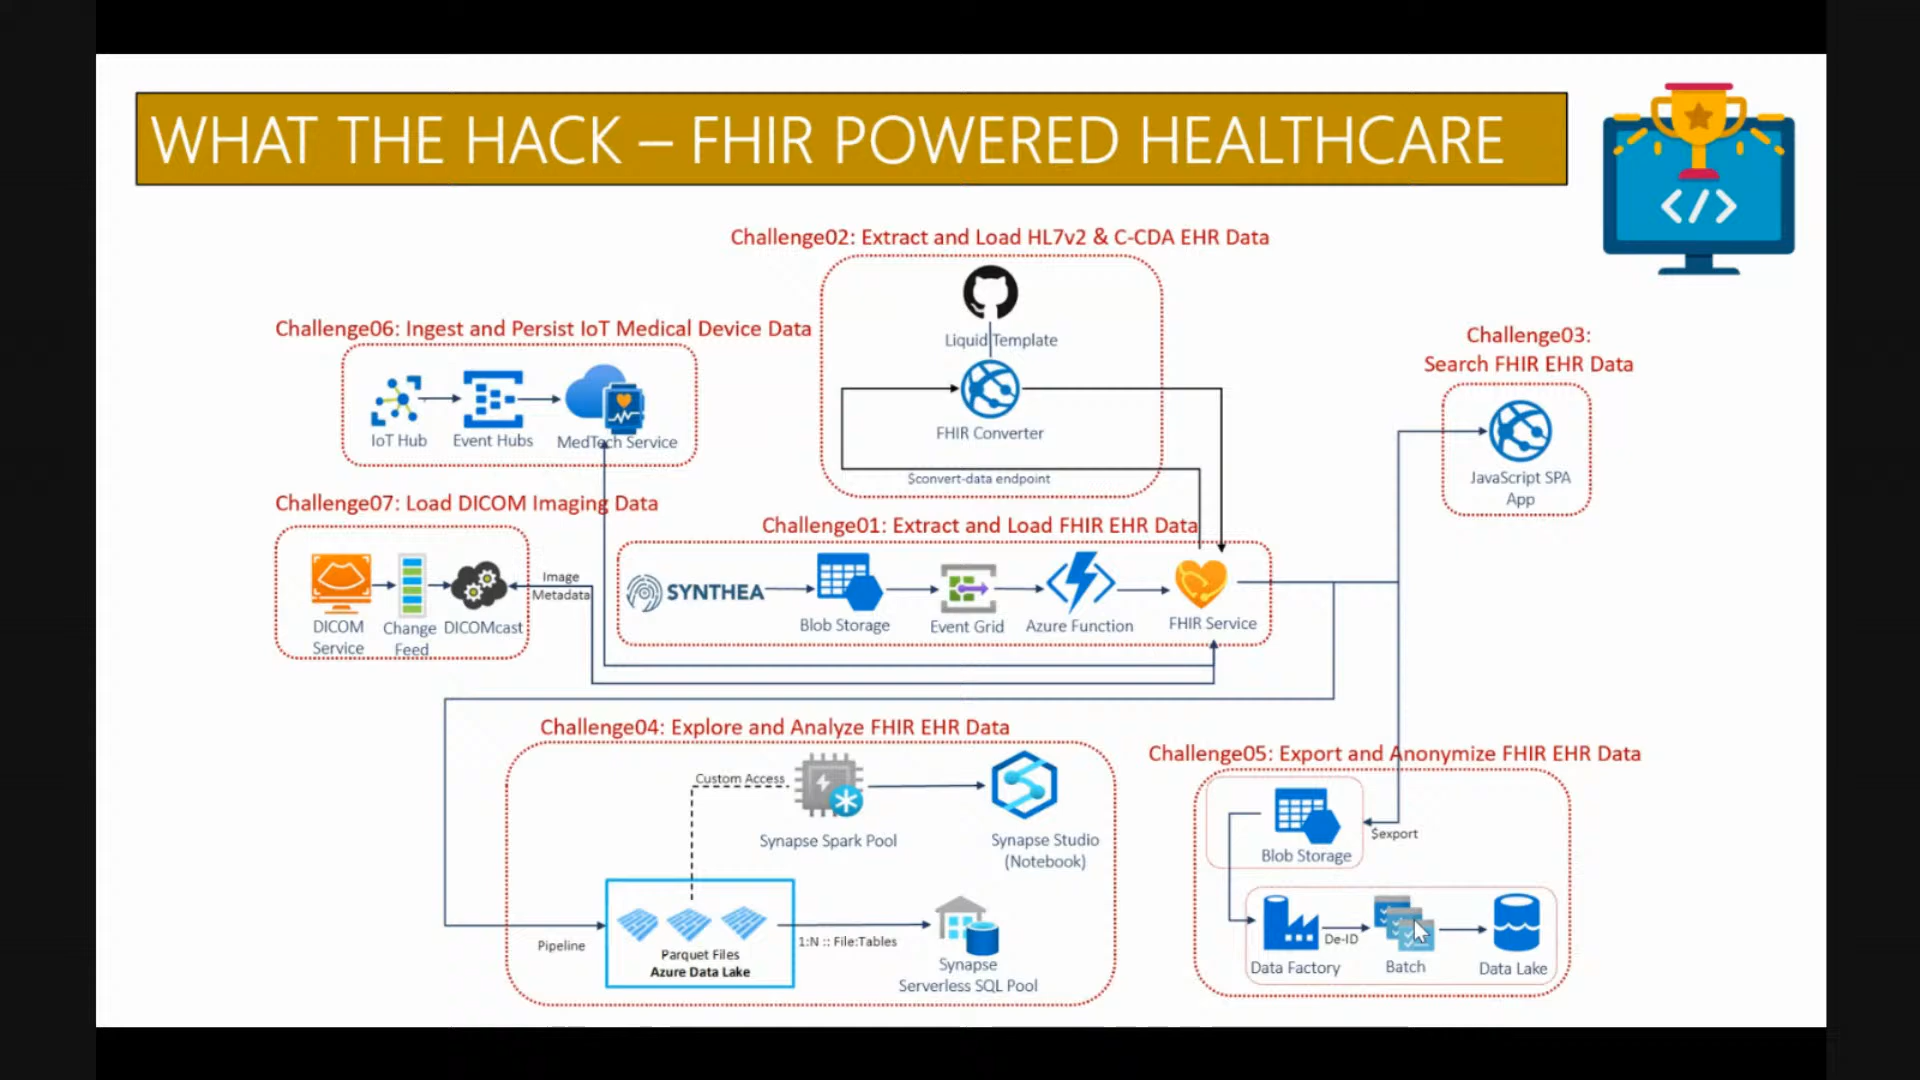 WHAT THE HACK – FHIR POWERED HEALTHCARE
</>
Challenge02: Extract and Load HL7v2 & C-CDA EHR Data
Liquid Template
FHIR Converter
$convert-data endpoint
Challenge06: Ingest and Persist IoT Medical Device Data
IoT Hub
Event Hubs
MedTech Service
Challenge03:
Search FHIR EHR Data
JavaScript SPA
App
Challenge07: Load DICOM Imaging Data
DICOM
Service
Change
Feed
DICOMcast
Image
Metadata
Challenge01: Extract and Load FHIR EHR Data
SYNTHEA
Blob Storage
Event Grid
Azure Function
FHIR Service
Challenge04: Explore and Analyze FHIR EHR Data
Custom Access
Synapse Spark Pool
Synapse Studio
(Notebook)
Pipeline
Parquet Files
Azure Data Lake
1:N :: File:Tables
Synapse
Serverless SQL Pool
Challenge05: Export and Anonymize FHIR EHR Data
Blob Storage
$export
Data Factory
De-ID
Batch
Data Lake